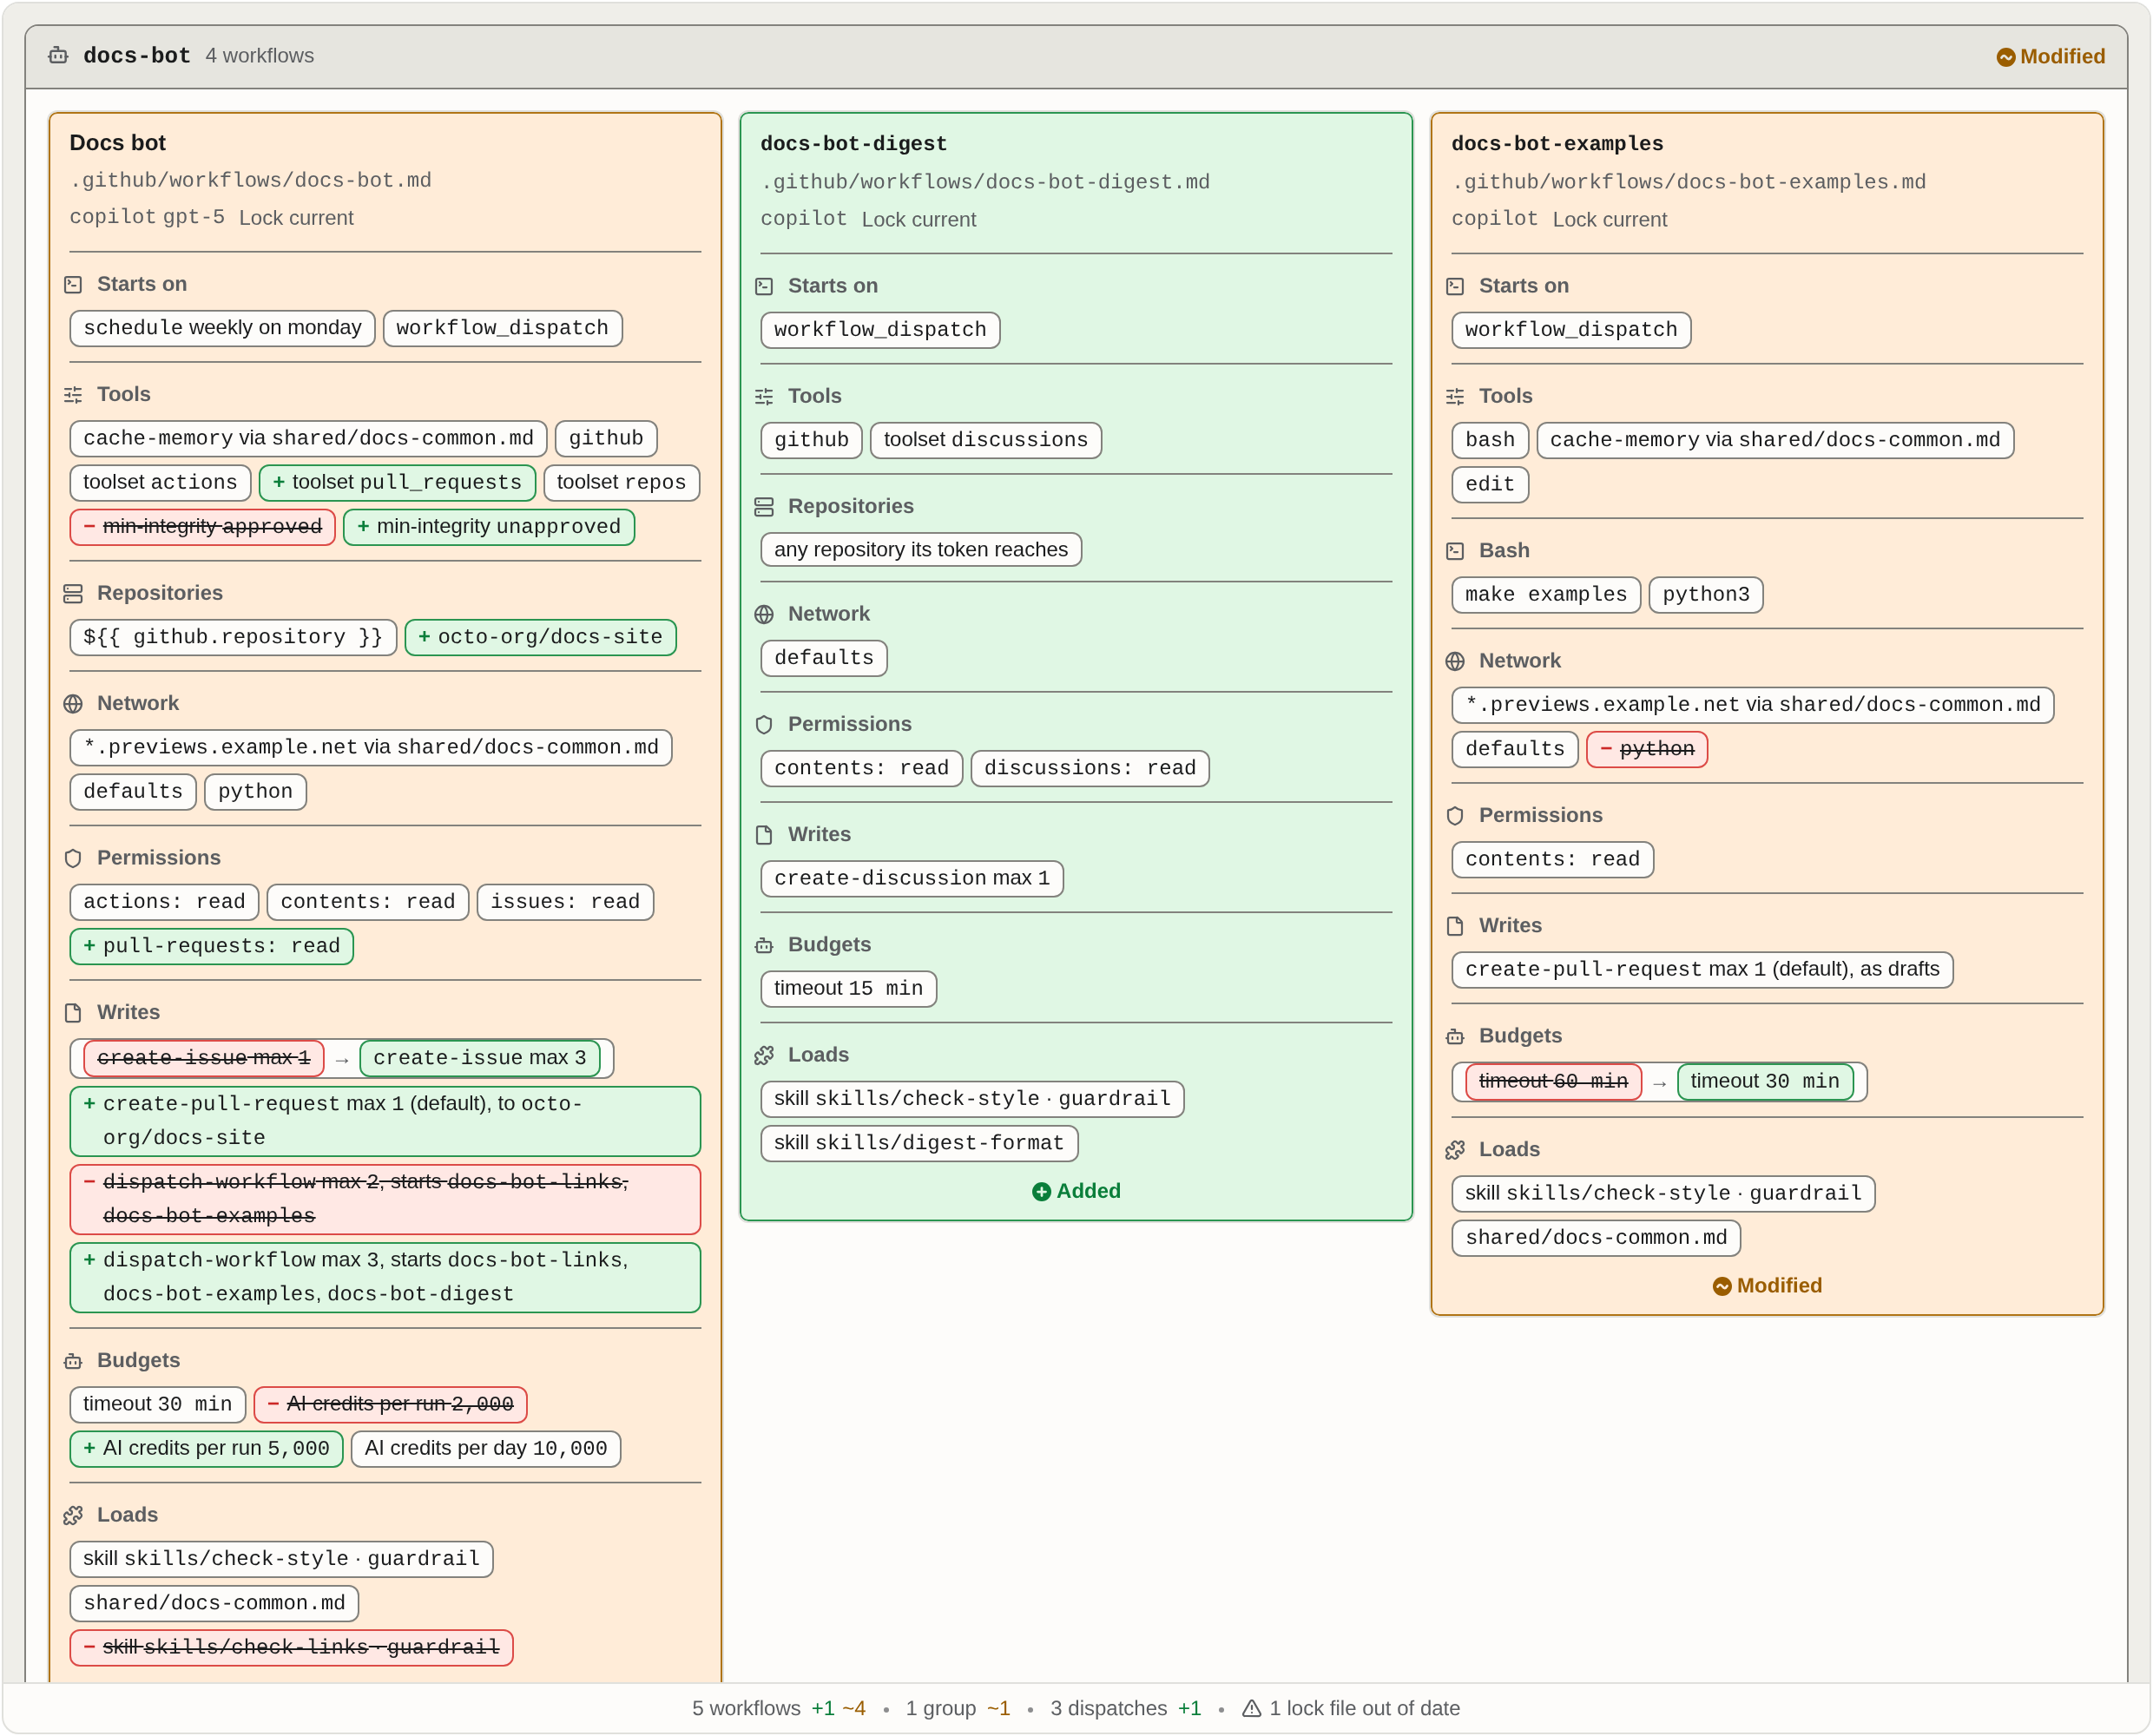 docs-bot 4 workflows
Modified
Docs bot
.github/workflows/docs-bot.md
copilot gpt-5 Lock current
Starts on
schedule weekly on monday
workflow_dispatch
Tools
cache-memory via shared/docs-common.md
github
toolset actions
+ toolset pull_requests
toolset repos
− min-integrity approved
+ min-integrity unapproved
Repositories
${{ github.repository }}
+ octo-org/docs-site
Network
*.previews.example.net via shared/docs-common.md
defaults
python
Permissions
actions: read
contents: read
issues: read
+ pull-requests: read
Writes
create-issue max 1 → create-issue max 3
+ create-pull-request max 1 (default), to octo-
org/docs-site
− dispatch-workflow max 2, starts docs-bot-links,
docs-bot-examples
+ dispatch-workflow max 3, starts docs-bot-links,
docs-bot-examples, docs-bot-digest
Budgets
timeout 30 min
− AI credits per run 2,000
+ AI credits per run 5,000
AI credits per day 10,000
Loads
skill skills/check-style · guardrail
shared/docs-common.md
− skill skills/check-links · guardrail
docs-bot-digest
.github/workflows/docs-bot-digest.md
copilot Lock current
Starts on
workflow_dispatch
Tools
github
toolset discussions
Repositories
any repository its token reaches
Network
defaults
Permissions
contents: read
discussions: read
Writes
create-discussion max 1
Budgets
timeout 15 min
Loads
skill skills/check-style · guardrail
skill skills/digest-format
Added
docs-bot-examples
.github/workflows/docs-bot-examples.md
copilot Lock current
Starts on
workflow_dispatch
Tools
bash
cache-memory via shared/docs-common.md
edit
Bash
make examples
python3
Network
*.previews.example.net via shared/docs-common.md
defaults
− python
Permissions
contents: read
Writes
create-pull-request max 1 (default), as drafts
Budgets
timeout 60 min → timeout 30 min
Loads
skill skills/check-style · guardrail
shared/docs-common.md
Modified
5 workflows +1 ~4 • 1 group ~1 • 3 dispatches +1 • 1 lock file out of date